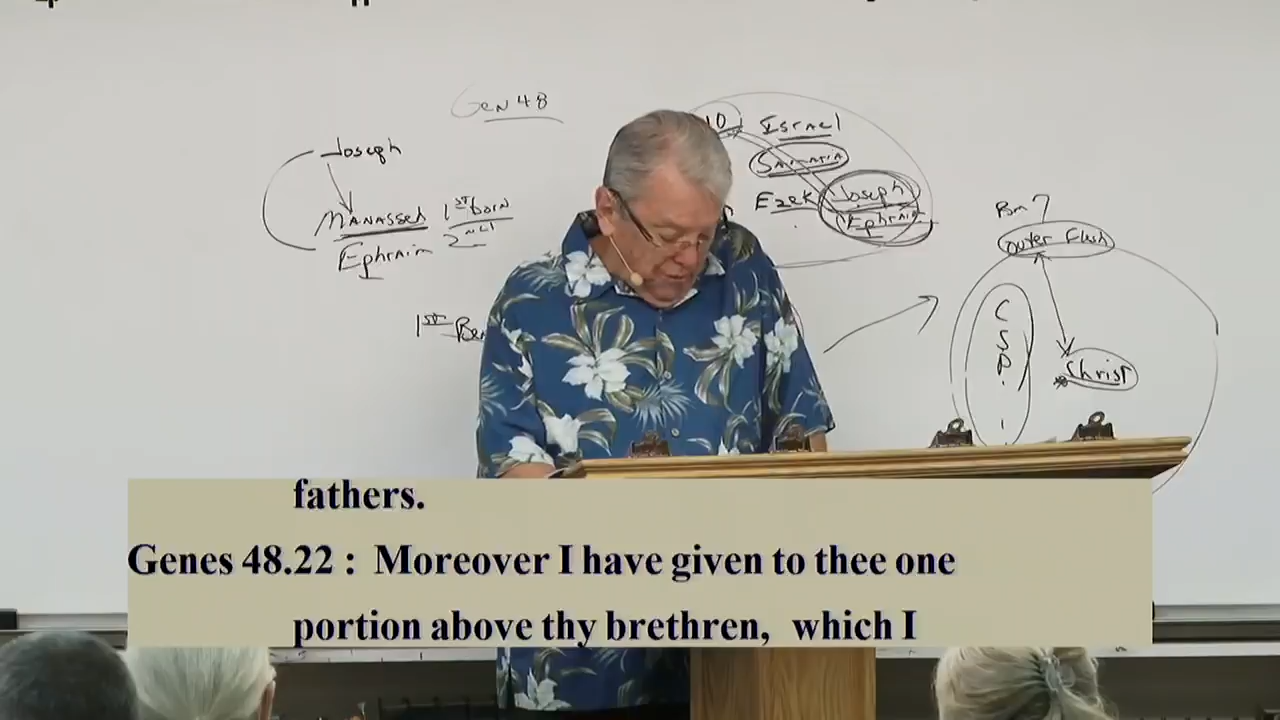 Gen 48
Joseph
Manasseh 1st Born
Ephraim 2nd
1st
10 Israel
Samaria
Ezek Joseph
Ephraim
Rm 7
outer flesh
C
S
P
Christ
fathers.
Genes 48.22 : Moreover I have given to thee one
portion above thy brethren, which I